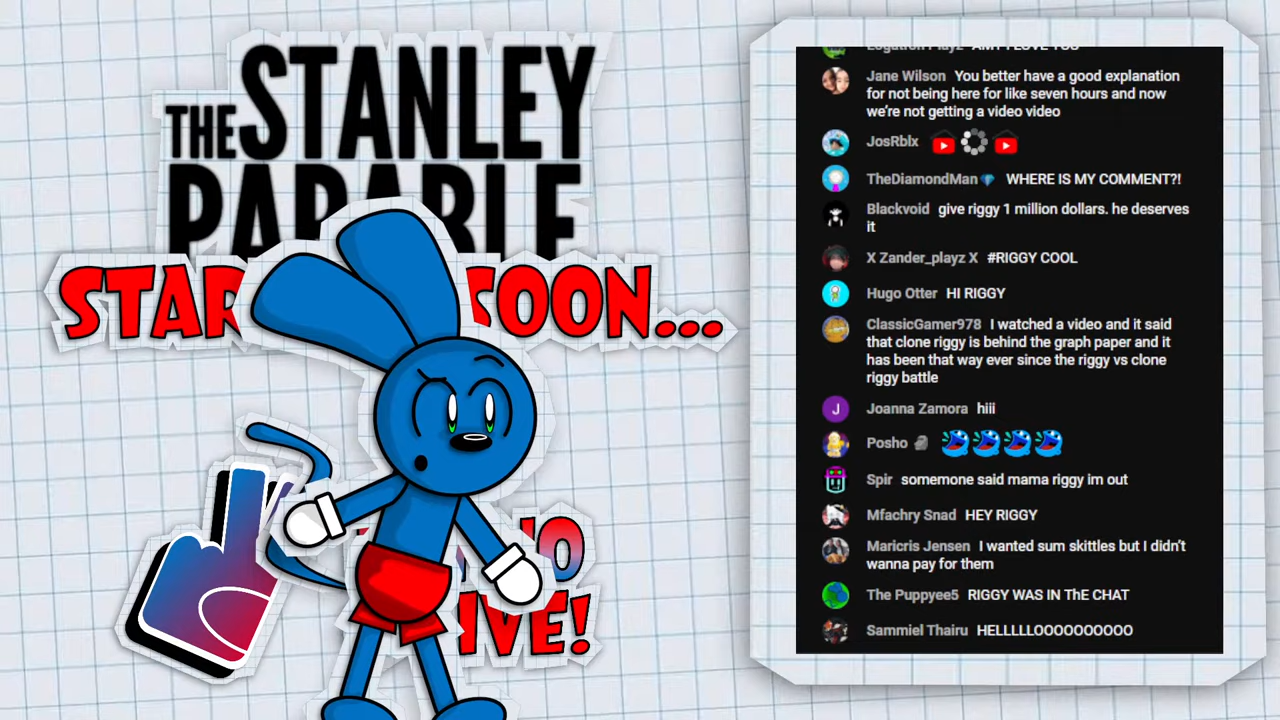 THE STANLEY
PARABLE
STAR SOON...
IVE!
LOVE YOU
Jane Wilson You better have a good explanation
for not being here for like seven hours and now
we're not getting a video video
JosRblx
TheDiamondMan WHERE IS MY COMMENT?!
Blackvoid give riggy 1 million dollars. he deserves
it
X Zander_playz X #RIGGY COOL
Hugo Otter HI RIGGY
ClassicGamer978 I watched a video and it said
that clone riggy is behind the graph paper and it
has been that way ever since the riggy vs clone
riggy battle
J Joanna Zamora hiii
Posho
Spir somemone said mama riggy im out
Mfachry Snad HEY RIGGY
Maricris Jensen I wanted sum skittles but I didn't
wanna pay for them
The Puppyee5 RIGGY WAS IN ThE CHAT
Sammiel Thairu HELLLLLOOOOOOOOOO